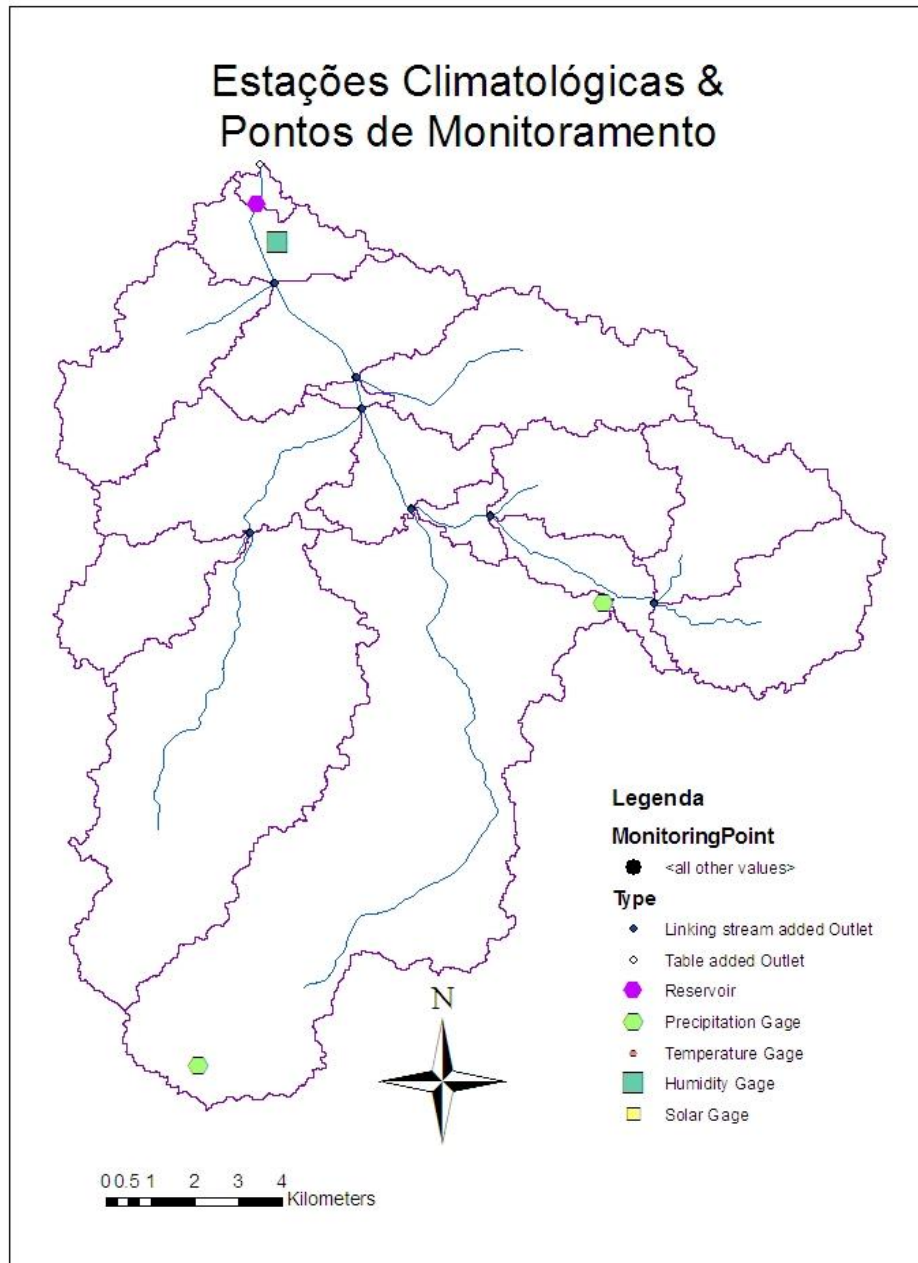 Estações Climatológicas &
Pontos de Monitoramento
Legenda
MonitoringPoint
<all other values>
Type
Linking stream added Outlet
Table added Outlet
Reservoir
Precipitation Gage
Temperature Gage
Humidity Gage
Solar Gage
N
0 0.5 1 2 3 4
Kilometers